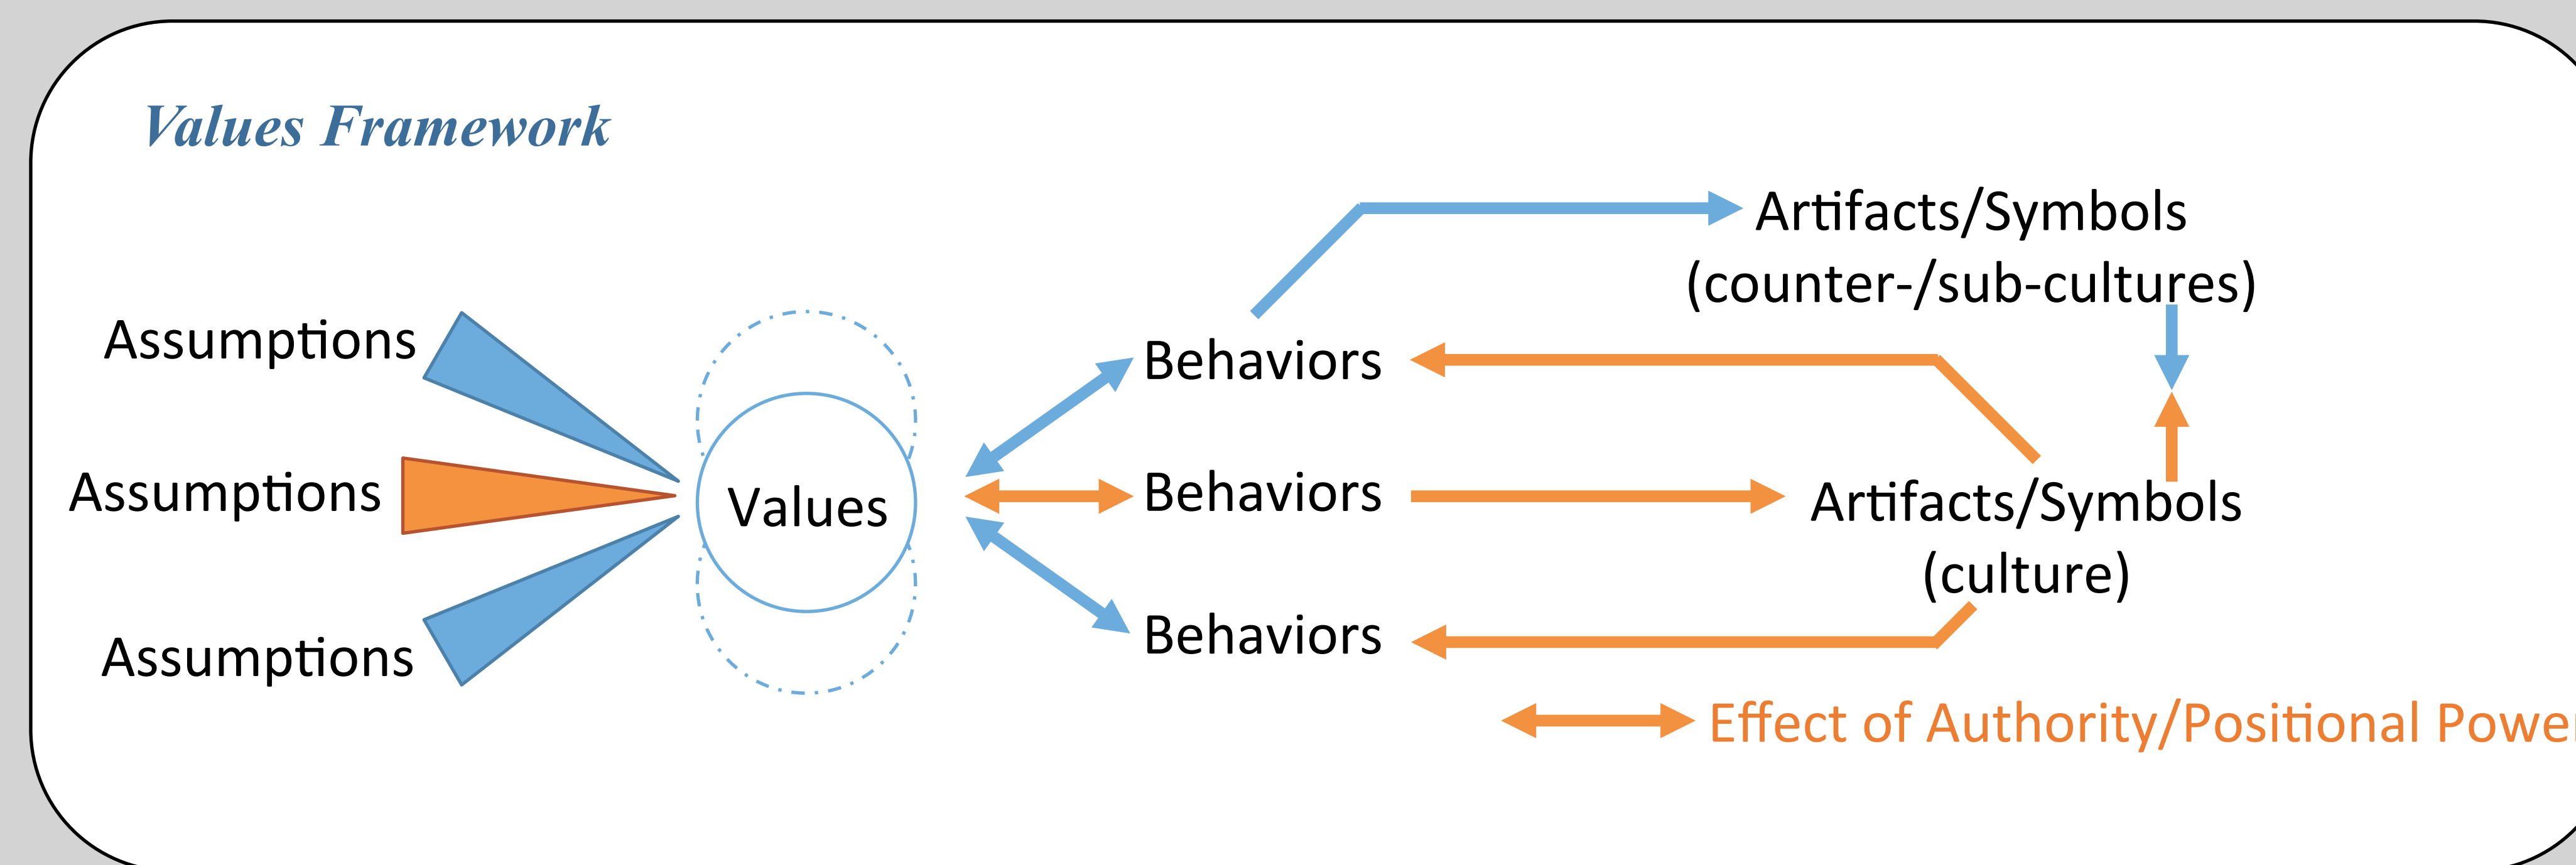 Values Framework
Artifacts/Symbols
(counter-/sub-cultures)
Assumptions
Behaviors
Assumptions
Values
Behaviors
Artifacts/Symbols
(culture)
Assumptions
Behaviors
Effect of Authority/Positional Powe